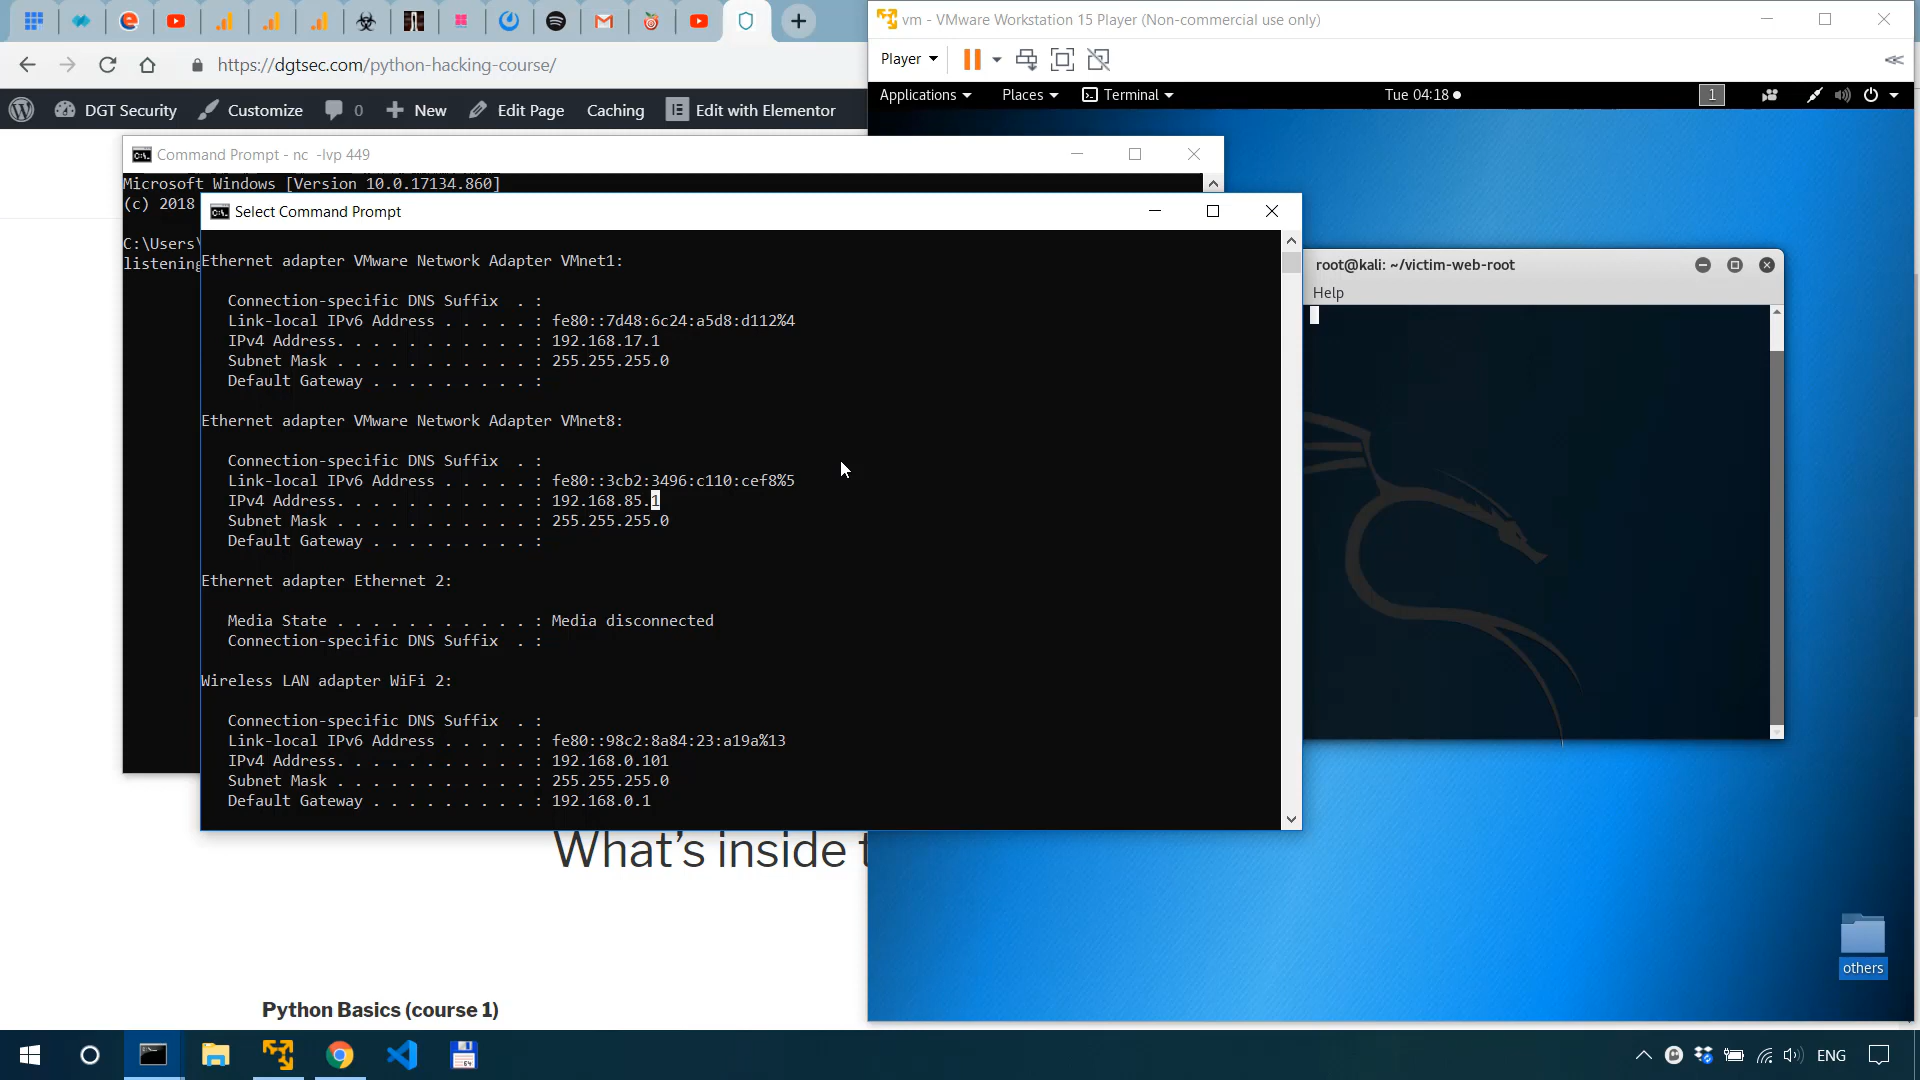 https://dgtsec.com/python-hacking-course/
DGT Security
Customize
0
New
Edit Page
Caching
Edit with Elementor
vm - VMware Workstation 15 Player (Non-commercial use only)
Player
Applications
Places
Terminal
Tue 04:18
1
Command Prompt - nc  -lvp 449
Microsoft Windows [Version 10.0.17134.860]
(c) 2018
C:\Users\
listening
Select Command Prompt
Ethernet adapter VMware Network Adapter VMnet1:
Connection-specific DNS Suffix  . :
Link-local IPv6 Address . . . . . : fe80::7d48:6c24:a5d8:d112%4
IPv4 Address. . . . . . . . . . . : 192.168.17.1
Subnet Mask . . . . . . . . . . . : 255.255.255.0
Default Gateway . . . . . . . . . :
Ethernet adapter VMware Network Adapter VMnet8:
Connection-specific DNS Suffix  . :
Link-local IPv6 Address . . . . . : fe80::3cb2:3496:c110:cef8%5
IPv4 Address. . . . . . . . . . . : 192.168.85.1
Subnet Mask . . . . . . . . . . . : 255.255.255.0
Default Gateway . . . . . . . . . :
Ethernet adapter Ethernet 2:
Media State . . . . . . . . . . . : Media disconnected
Connection-specific DNS Suffix  . :
Wireless LAN adapter WiFi 2:
Connection-specific DNS Suffix  . :
Link-local IPv6 Address . . . . . : fe80::98c2:8a84:23:a19a%13
IPv4 Address. . . . . . . . . . . : 192.168.0.101
Subnet Mask . . . . . . . . . . . : 255.255.255.0
Default Gateway . . . . . . . . . : 192.168.0.1
root@kali: ~/victim-web-root
Help
What's inside t
Python Basics (course 1)
others
ENG